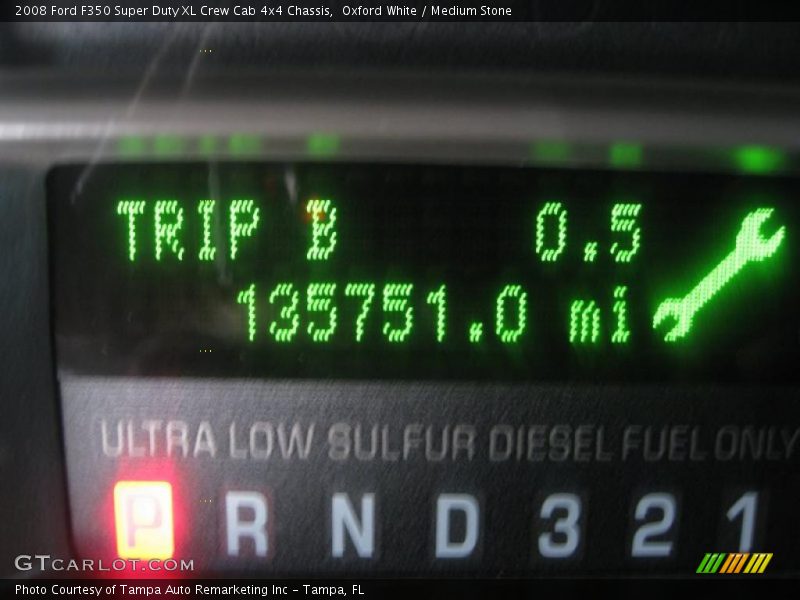 2008 Ford F350 Super Duty XL Crew Cab 4x4 Chassis,  Oxford White / Medium Stone
TRIP B 0.5
135751.0 mi
ULTRA LOW SULFUR DIESEL FUEL ONLY
P R N D 3 2 1
GTCARLOT.COM
Photo Courtesy of Tampa Auto Remarketing Inc - Tampa, FL